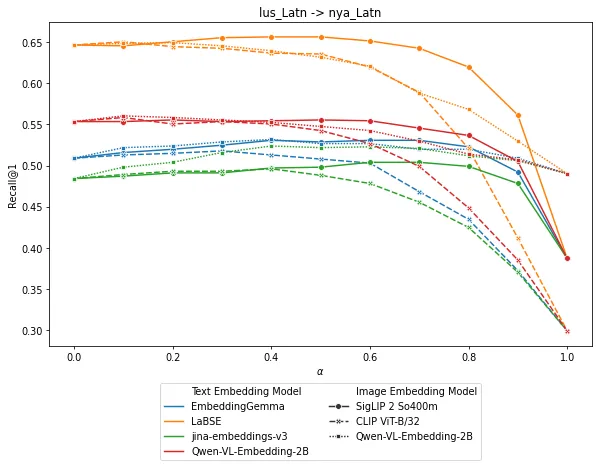 lus_Latn -> nya_Latn
Recall@1
0.65
0.60
0.55
0.50
0.45
0.40
0.35
0.30
0.0 0.2 0.4 0.6 0.8 1.0
α
Text Embedding Model Image Embedding Model
EmbeddingGemma SigLIP 2 So400m
LaBSE CLIP ViT-B/32
jina-embeddings-v3 Qwen-VL-Embedding-2B
Qwen-VL-Embedding-2B